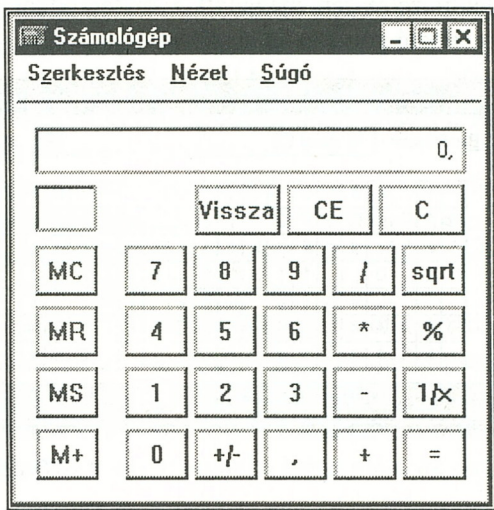 Számológép
Szerkesztés Nézet Súgó
0,
Vissza CE C
MC 7 8 9 / sqrt
MR 4 5 6 * %
MS 1 2 3 - 1/x
M+ 0 +/- , + =